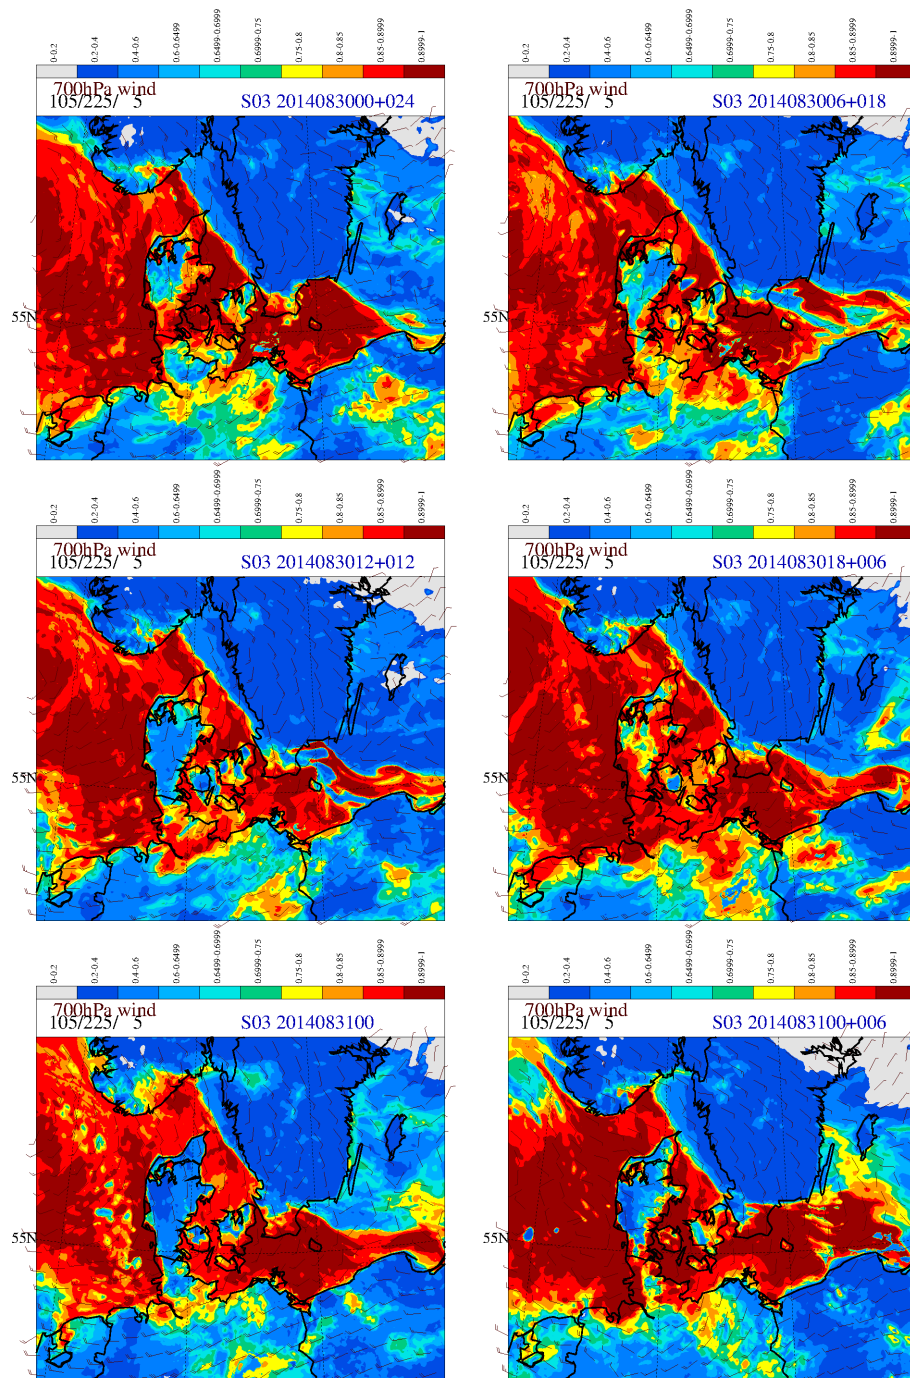 0-0.2 0.2-0.4 0.4-0.6 0.6-0.6499 0.6499-0.6999 0.6999-0.75 0.75-0.8 0.8-0.85 0.85-0.8999 0.8999-1
700hPa wind
105/225/ 5 S03 2014083000+024
55N
0-0.2 0.2-0.4 0.4-0.6 0.6-0.6499 0.6499-0.6999 0.6999-0.75 0.75-0.8 0.8-0.85 0.85-0.8999 0.8999-1
700hPa wind
105/225/ 5 S03 2014083006+018
55N
0-0.2 0.2-0.4 0.4-0.6 0.6-0.6499 0.6499-0.6999 0.6999-0.75 0.75-0.8 0.8-0.85 0.85-0.8999 0.8999-1
700hPa wind
105/225/ 5 S03 2014083012+012
55N
0-0.2 0.2-0.4 0.4-0.6 0.6-0.6499 0.6499-0.6999 0.6999-0.75 0.75-0.8 0.8-0.85 0.85-0.8999 0.8999-1
700hPa wind
105/225/ 5 S03 2014083018+006
55N
0-0.2 0.2-0.4 0.4-0.6 0.6-0.6499 0.6499-0.6999 0.6999-0.75 0.75-0.8 0.8-0.85 0.85-0.8999 0.8999-1
700hPa wind
105/225/ 5 S03 2014083100
55N
0-0.2 0.2-0.4 0.4-0.6 0.6-0.6499 0.6499-0.6999 0.6999-0.75 0.75-0.8 0.8-0.85 0.85-0.8999 0.8999-1
700hPa wind
105/225/ 5 S03 2014083100+006
55N